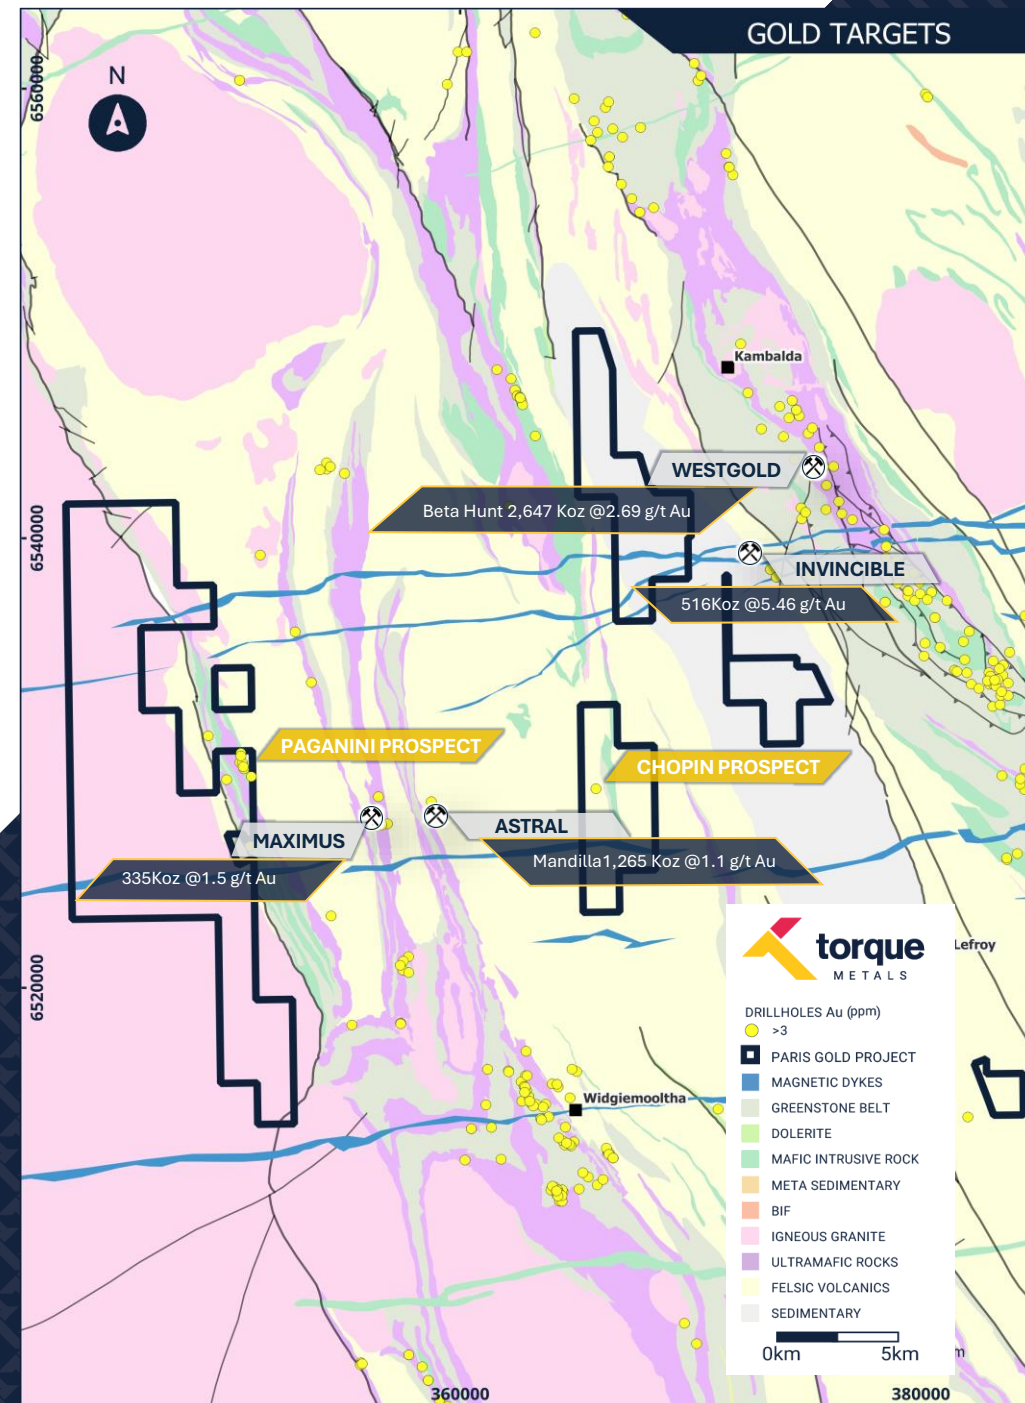 GOLD TARGETS
N
6560000
Kambalda
WESTGOLD
Beta Hunt 2,647 Koz @2.69 g/t Au
6540000
INVINCIBLE
516Koz @5.46 g/t Au
PAGANINI PROSPECT
CHOPIN PROSPECT
MAXIMUS
335Koz @1.5 g/t Au
ASTRAL
Mandilla1,265 Koz @1.1 g/t Au
6520000
Lefroy
Widgiemooltha
torque
METALS
DRILLHOLES Au (ppm)
>3
PARIS GOLD PROJECT
MAGNETIC DYKES
GREENSTONE BELT
DOLERITE
MAFIC INTRUSIVE ROCK
META SEDIMENTARY
BIF
IGNEOUS GRANITE
ULTRAMAFIC ROCKS
FELSIC VOLCANICS
SEDIMENTARY
0km 5km
m
360000
380000